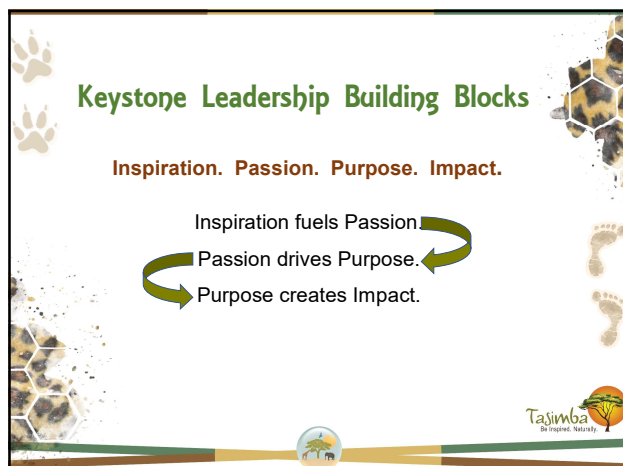 Keystone Leadership Building Blocks
Inspiration. Passion. Purpose. Impact.
Inspiration fuels Passion.
Passion drives Purpose.
Purpose creates Impact.
Tasimba
Be Inspired. Naturally.